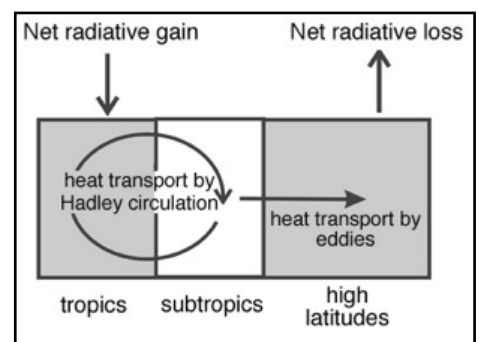 Net radiative gain
Net radiative loss
heat transport by
Hadley circulation
heat transport by
eddies
tropics
subtropics
high
latitudes